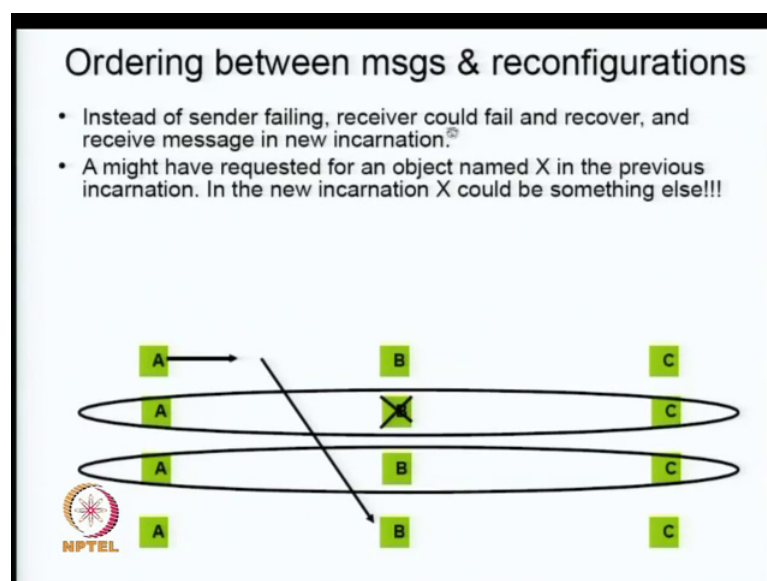 Ordering between msgs & reconfigurations
• Instead of sender failing, receiver could fail and recover, and
receive message in new incarnation.
• A might have requested for an object named X in the previous
incarnation. In the new incarnation X could be something else!!!
A B C
A B C
A B C
A B C
NPTEL